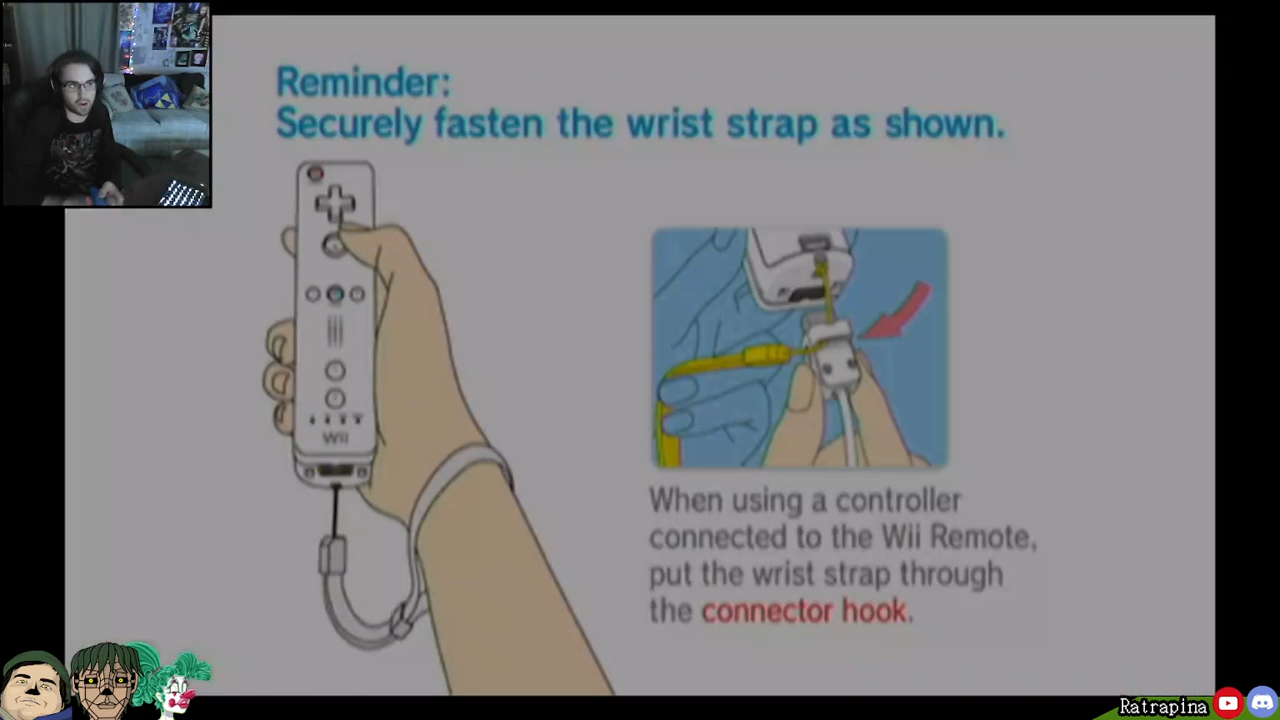 Reminder:
Securely fasten the wrist strap as shown.
Wii
When using a controller
connected to the Wii Remote,
put the wrist strap through
the connector hook.
Ratrapina